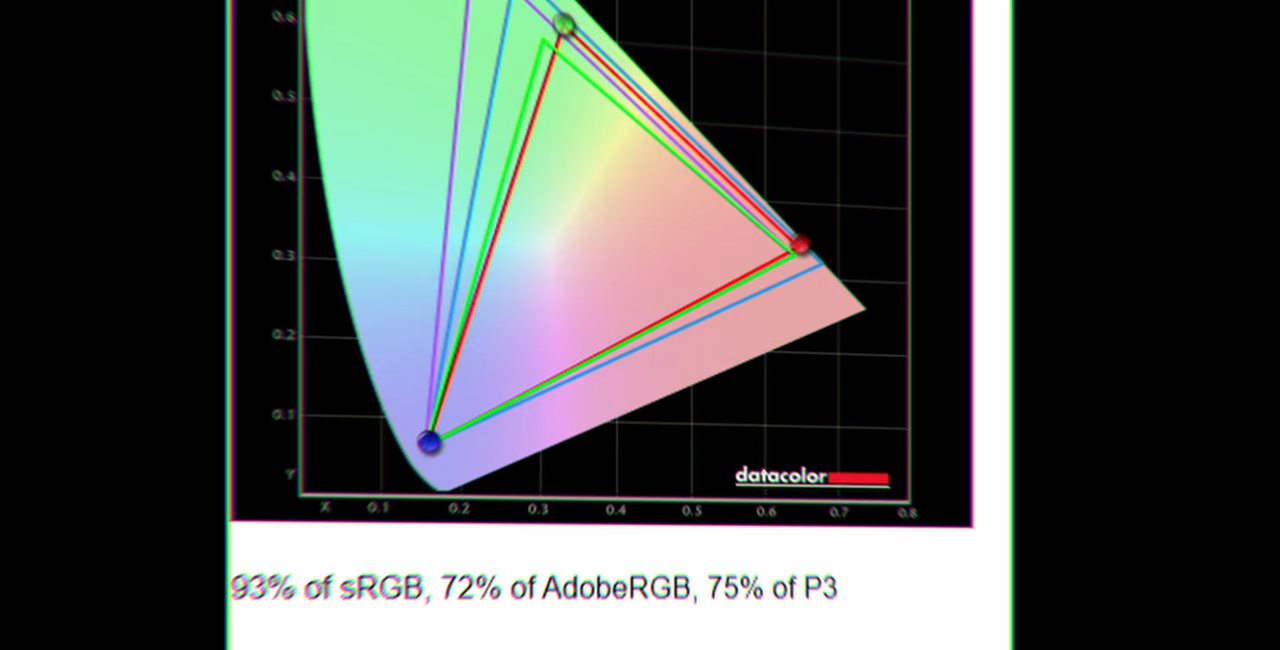 0.6
0.5
0.4
0.3
0.2
0.1
Y
datacolor
X 0.1 0.2 0.3 0.4 0.5 0.6 0.7 0.8
93% of sRGB, 72% of AdobeRGB, 75% of P3